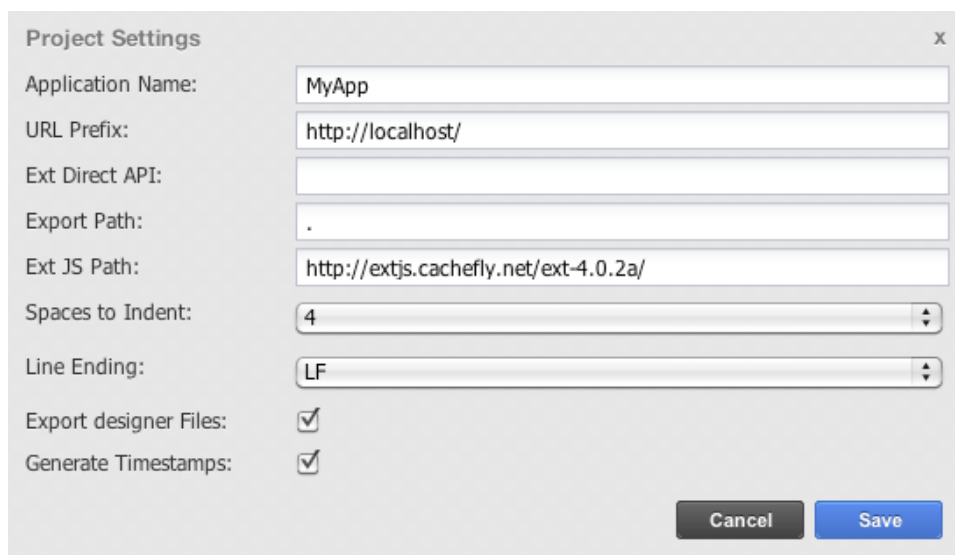 Project Settings x
Application Name: MyApp
URL Prefix: http://localhost/
Ext Direct API:
Export Path: .
Ext JS Path: http://extjs.cachefly.net/ext-4.0.2a/
Spaces to Indent: 4
Line Ending: LF
Export designer Files:
Generate Timestamps:
Cancel Save